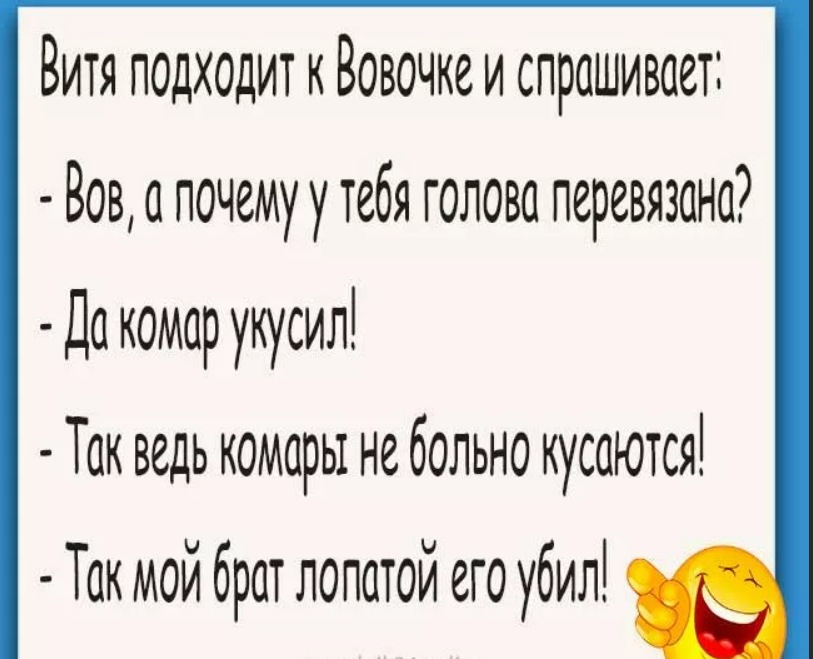 Витя подходит к Вовочке и спрашивает:
- Вов, а почему у тебя голова перевязана?
- Да комар укусил!
- Так ведь комары не больно кусаются!
- Так мой брат лопатой его убил!